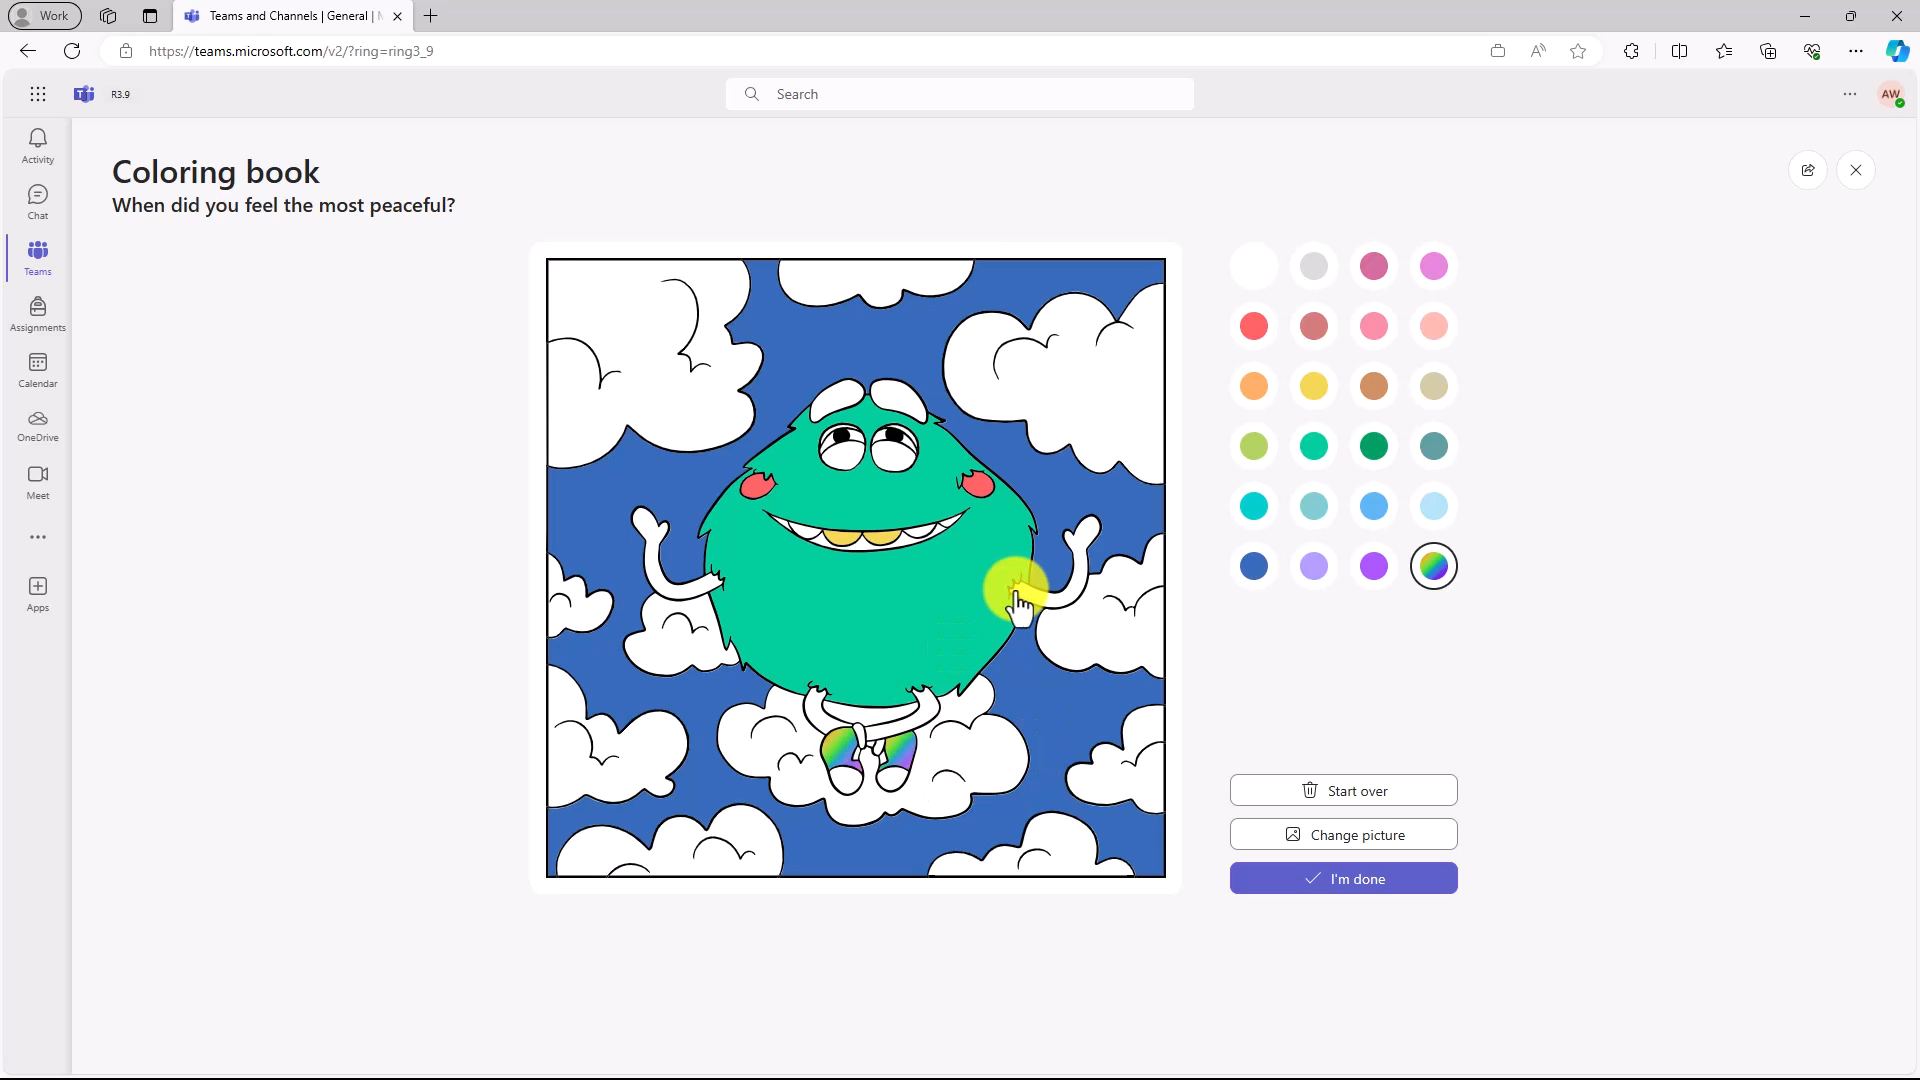 Work
Teams and Channels | General |
https://teams.microsoft.com/v2/?ring=ring3_9
R3.9
Search
AW
Activity
Chat
Teams
Assignments
Calendar
OneDrive
Meet
Apps
Coloring book
When did you feel the most peaceful?
Start over
Change picture
I'm done